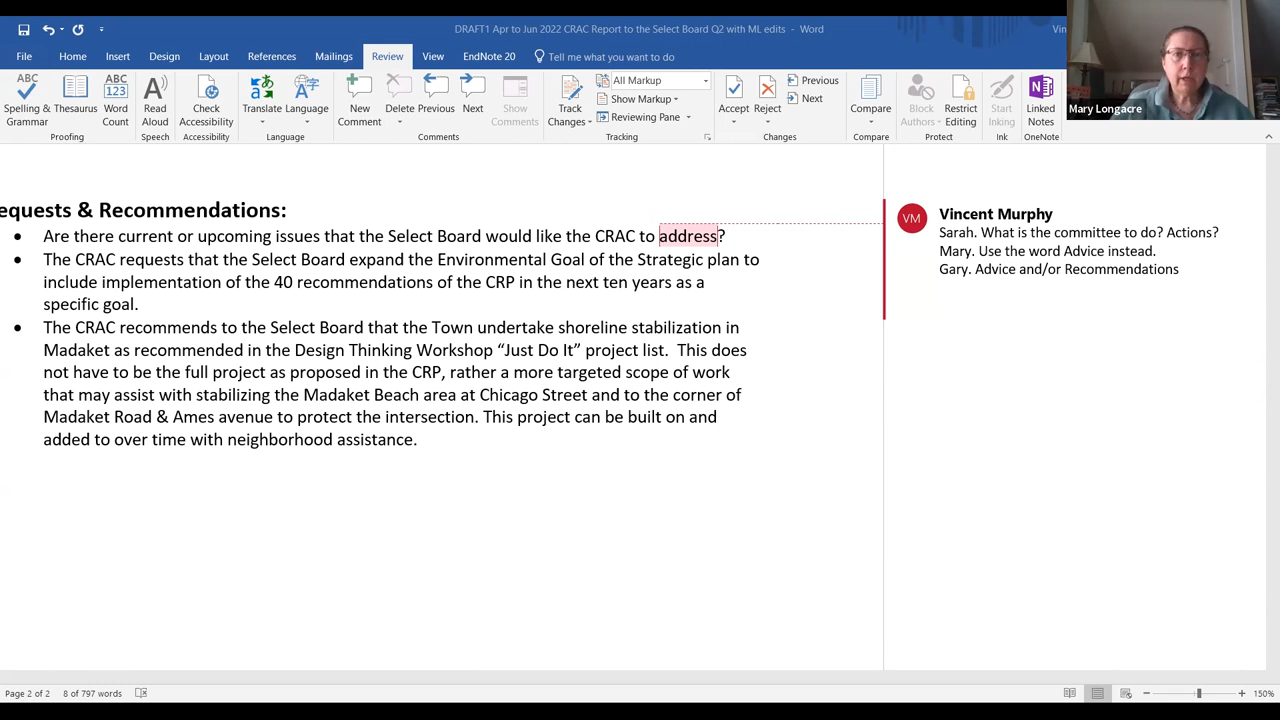 DRAFT1 Apr to Jun 2022 CRAC Report to the Select Board Q2 with ML edits - Word
File Home Insert Design Layout References Mailings Review View EndNote 20 Tell me what you want to do
Spelling & Grammar
Thesaurus
Word Count
Proofing
Read Aloud
Speech
Check Accessibility
Accessibility
Translate
Language
Language
New Comment
Delete
Previous
Next
Show Comments
Comments
Track Changes
All Markup
Show Markup
Reviewing Pane
Tracking
Accept
Reject
Previous
Next
Changes
Compare
Compare
Block Authors
Restrict Editing
Protect
Start Inking
Ink
Linked Notes
OneNote
Mary Longacre
equests & Recommendations:
• Are there current or upcoming issues that the Select Board would like the CRAC to address?
• The CRAC requests that the Select Board expand the Environmental Goal of the Strategic plan to
include implementation of the 40 recommendations of the CRP in the next ten years as a
specific goal.
• The CRAC recommends to the Select Board that the Town undertake shoreline stabilization in
Madaket as recommended in the Design Thinking Workshop “Just Do It” project list. This does
not have to be the full project as proposed in the CRP, rather a more targeted scope of work
that may assist with stabilizing the Madaket Beach area at Chicago Street and to the corner of
Madaket Road & Ames avenue to protect the intersection. This project can be built on and
added to over time with neighborhood assistance.
VM
Vincent Murphy
Sarah. What is the committee to do? Actions?
Mary. Use the word Advice instead.
Gary. Advice and/or Recommendations
Page 2 of 2 8 of 797 words
150%